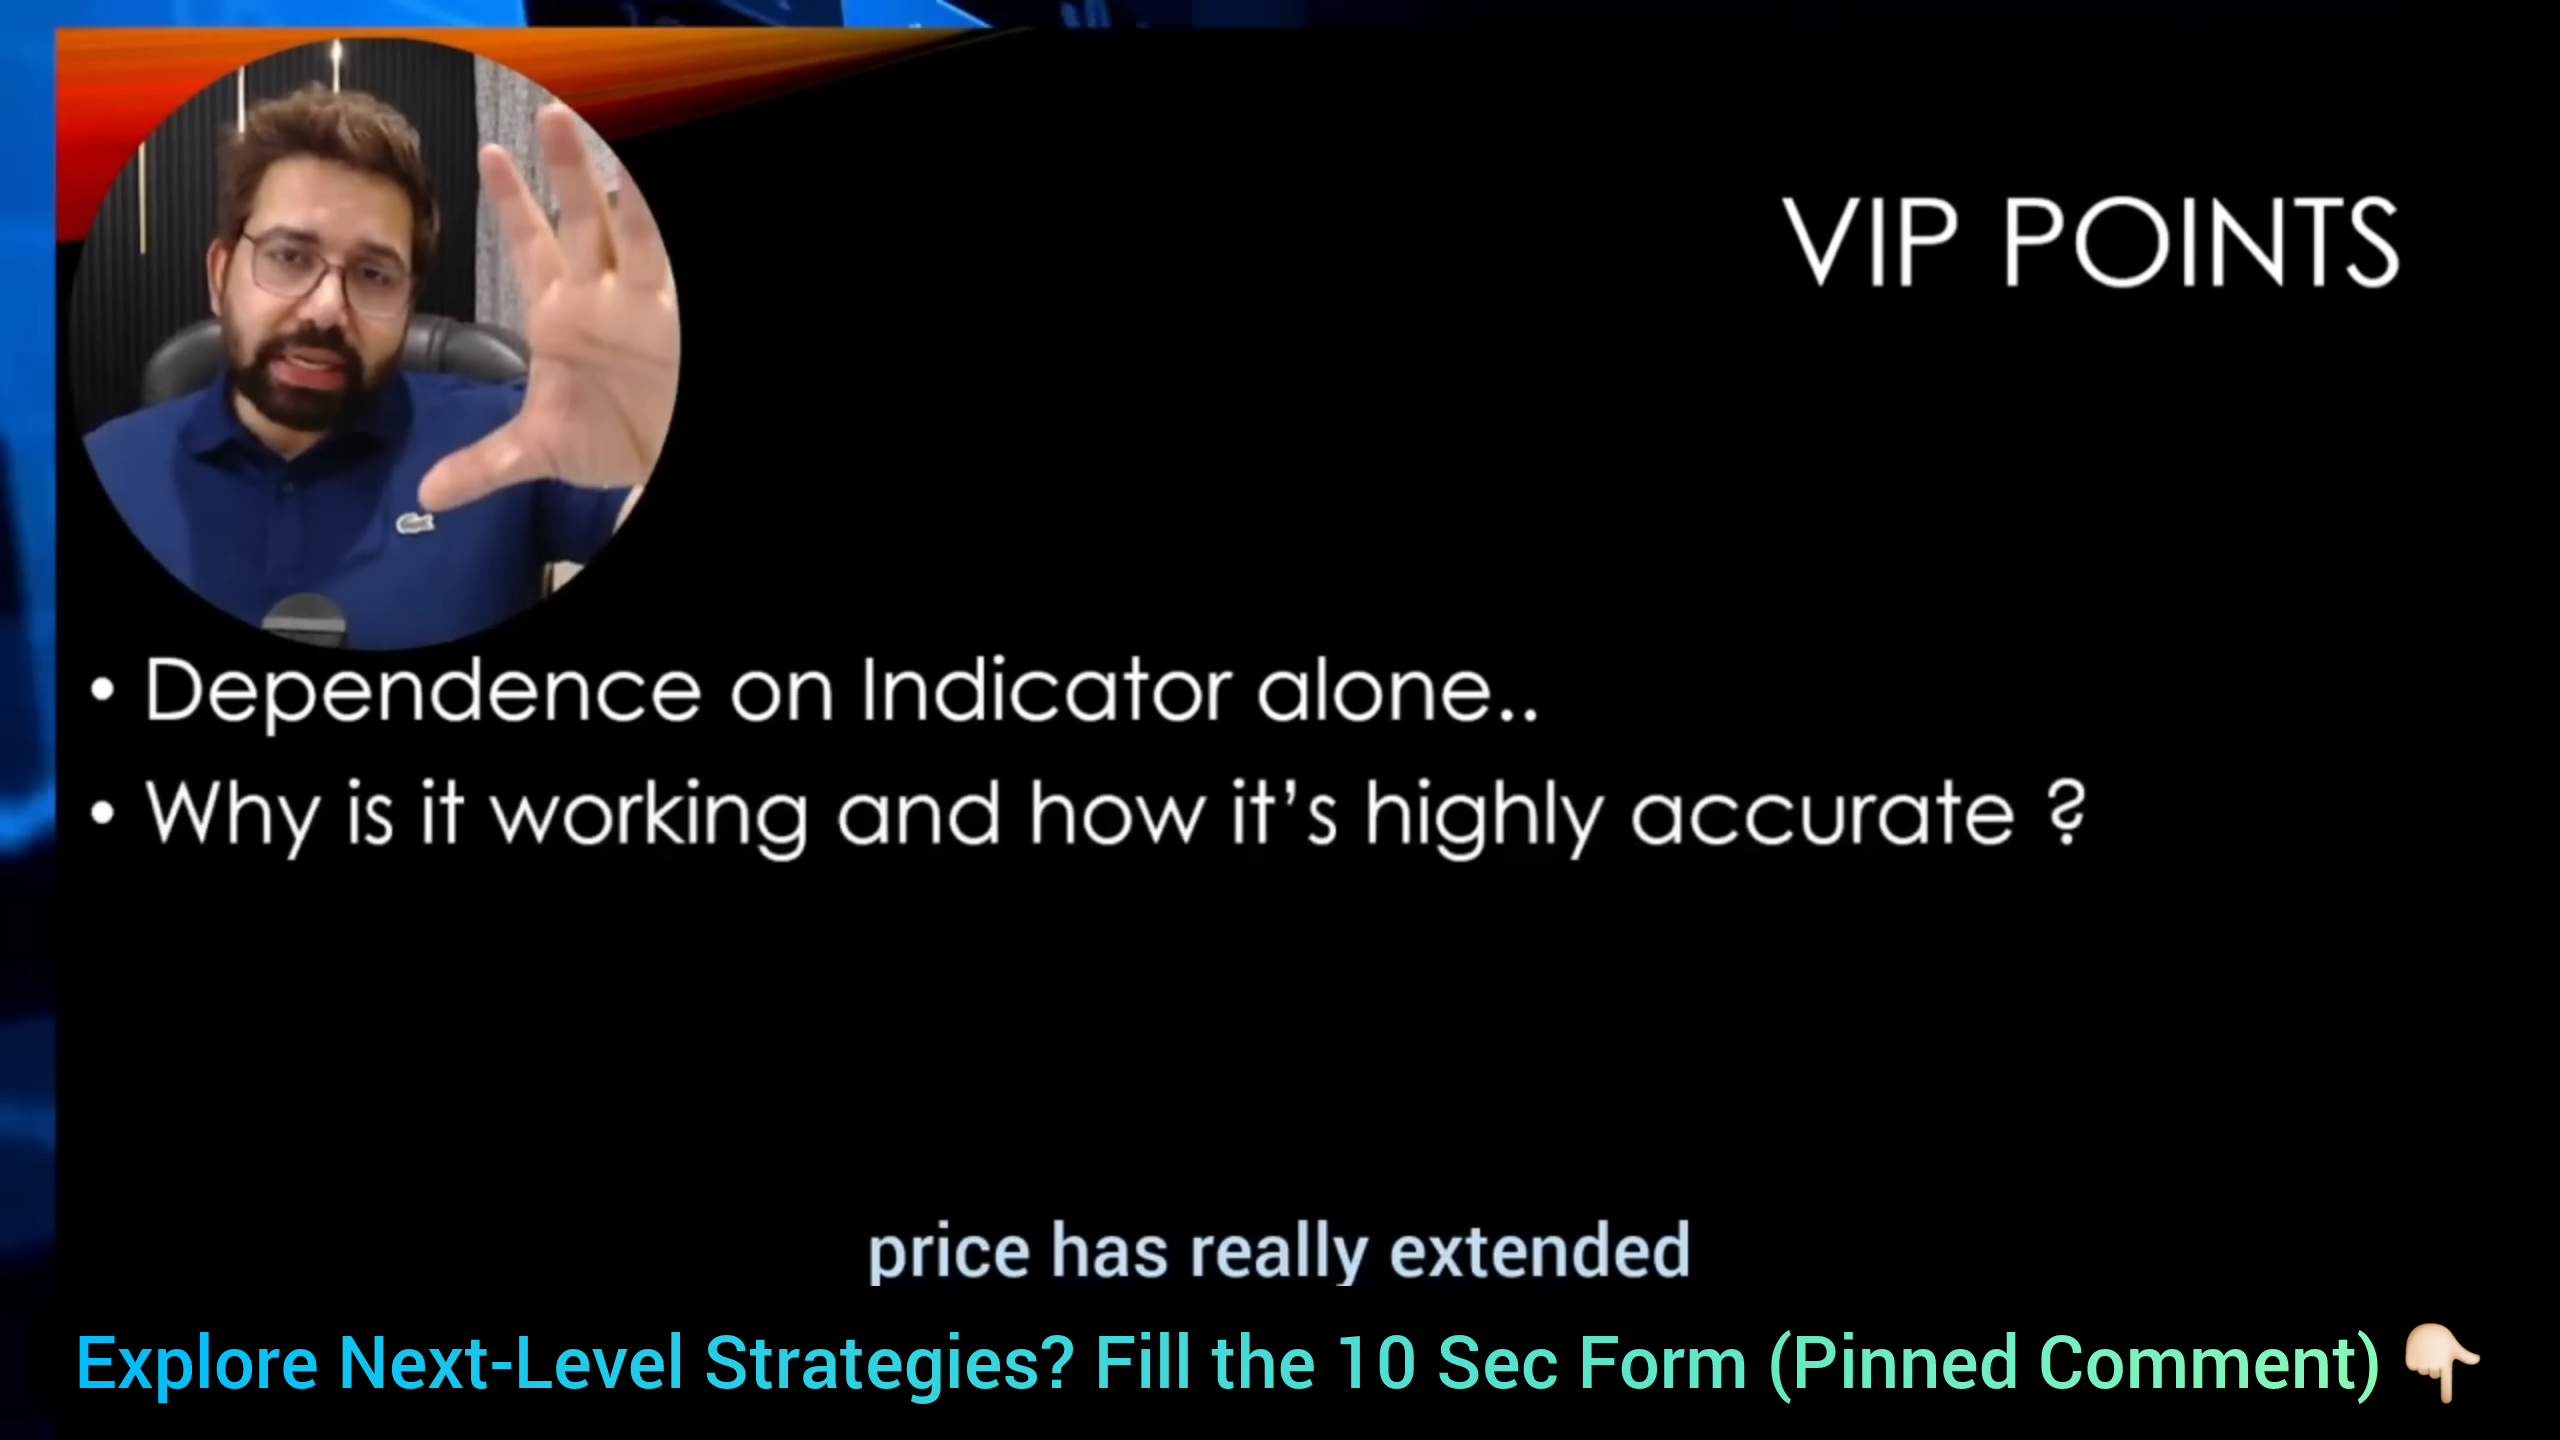 VIP POINTS
• Dependence on Indicator alone..
• Why is it working and how it's highly accurate ?
price has really extended
Explore Next-Level Strategies? Fill the 10 Sec Form (Pinned Comment) 👇🏻